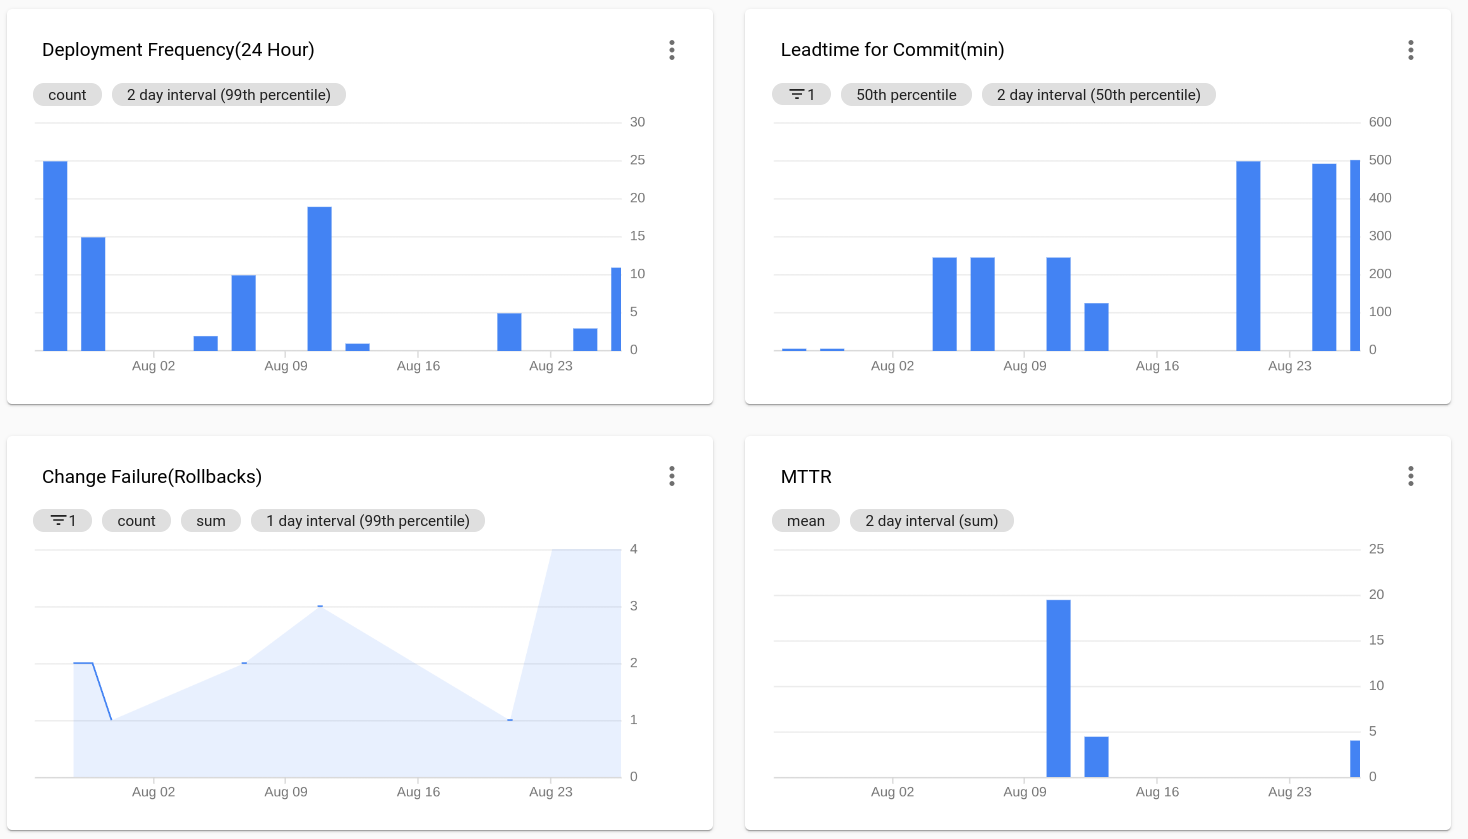 Deployment Frequency(24 Hour)
count
2 day interval (99th percentile)
30
25
20
15
10
5
0
Aug 02
Aug 09
Aug 16
Aug 23
Leadtime for Commit(min)
1
50th percentile
2 day interval (50th percentile)
600
500
400
300
200
100
0
Aug 02
Aug 09
Aug 16
Aug 23
Change Failure(Rollbacks)
1
count
sum
1 day interval (99th percentile)
4
3
2
1
0
Aug 02
Aug 09
Aug 16
Aug 23
MTTR
mean
2 day interval (sum)
25
20
15
10
5
0
Aug 02
Aug 09
Aug 16
Aug 23